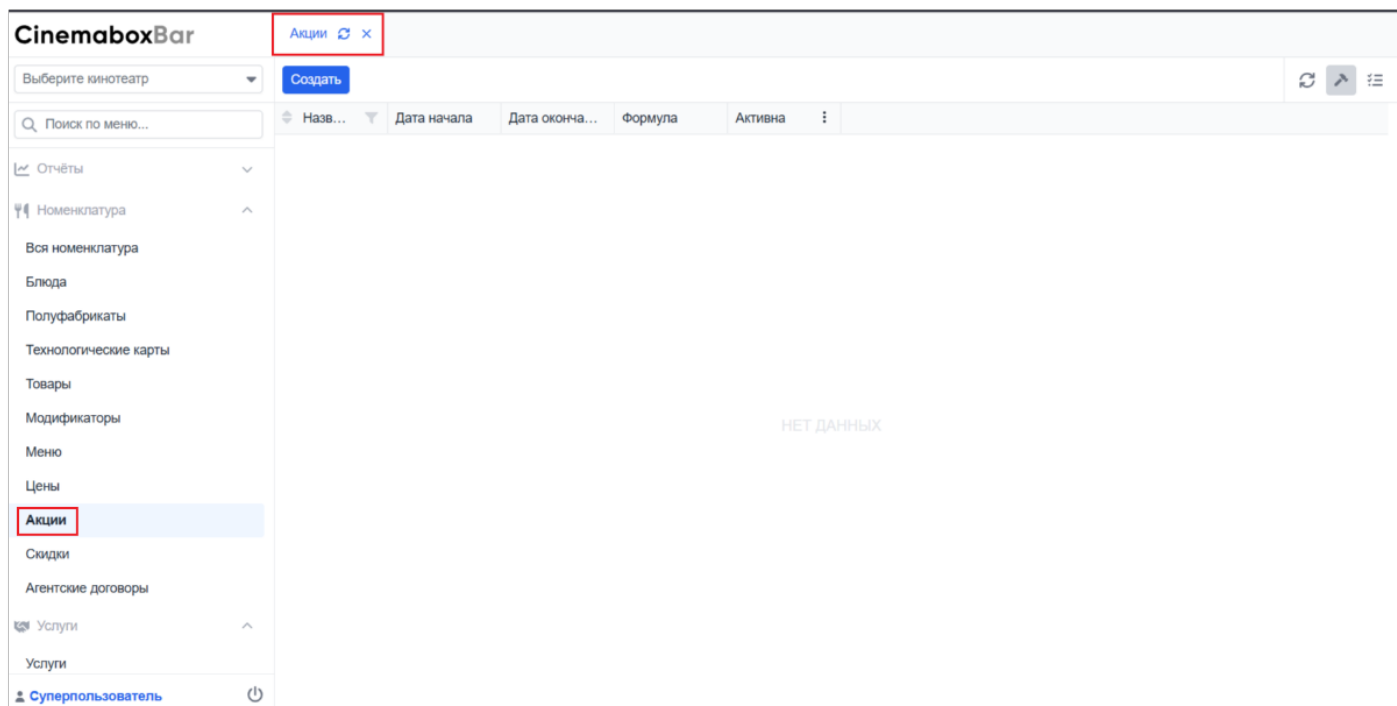 CinemaboxBar
Акции
Выберите кинотеатр
Создать
Поиск по меню...
Назв... Дата начала Дата оконча... Формула Активна
Отчёты
Номенклатура
Вся номенклатура
Блюда
Полуфабрикаты
Технологические карты
Товары
Модификаторы
НЕТ ДАННЫХ
Меню
Цены
Акции
Скидки
Агентские договоры
Услуги
Услуги
Суперпользователь